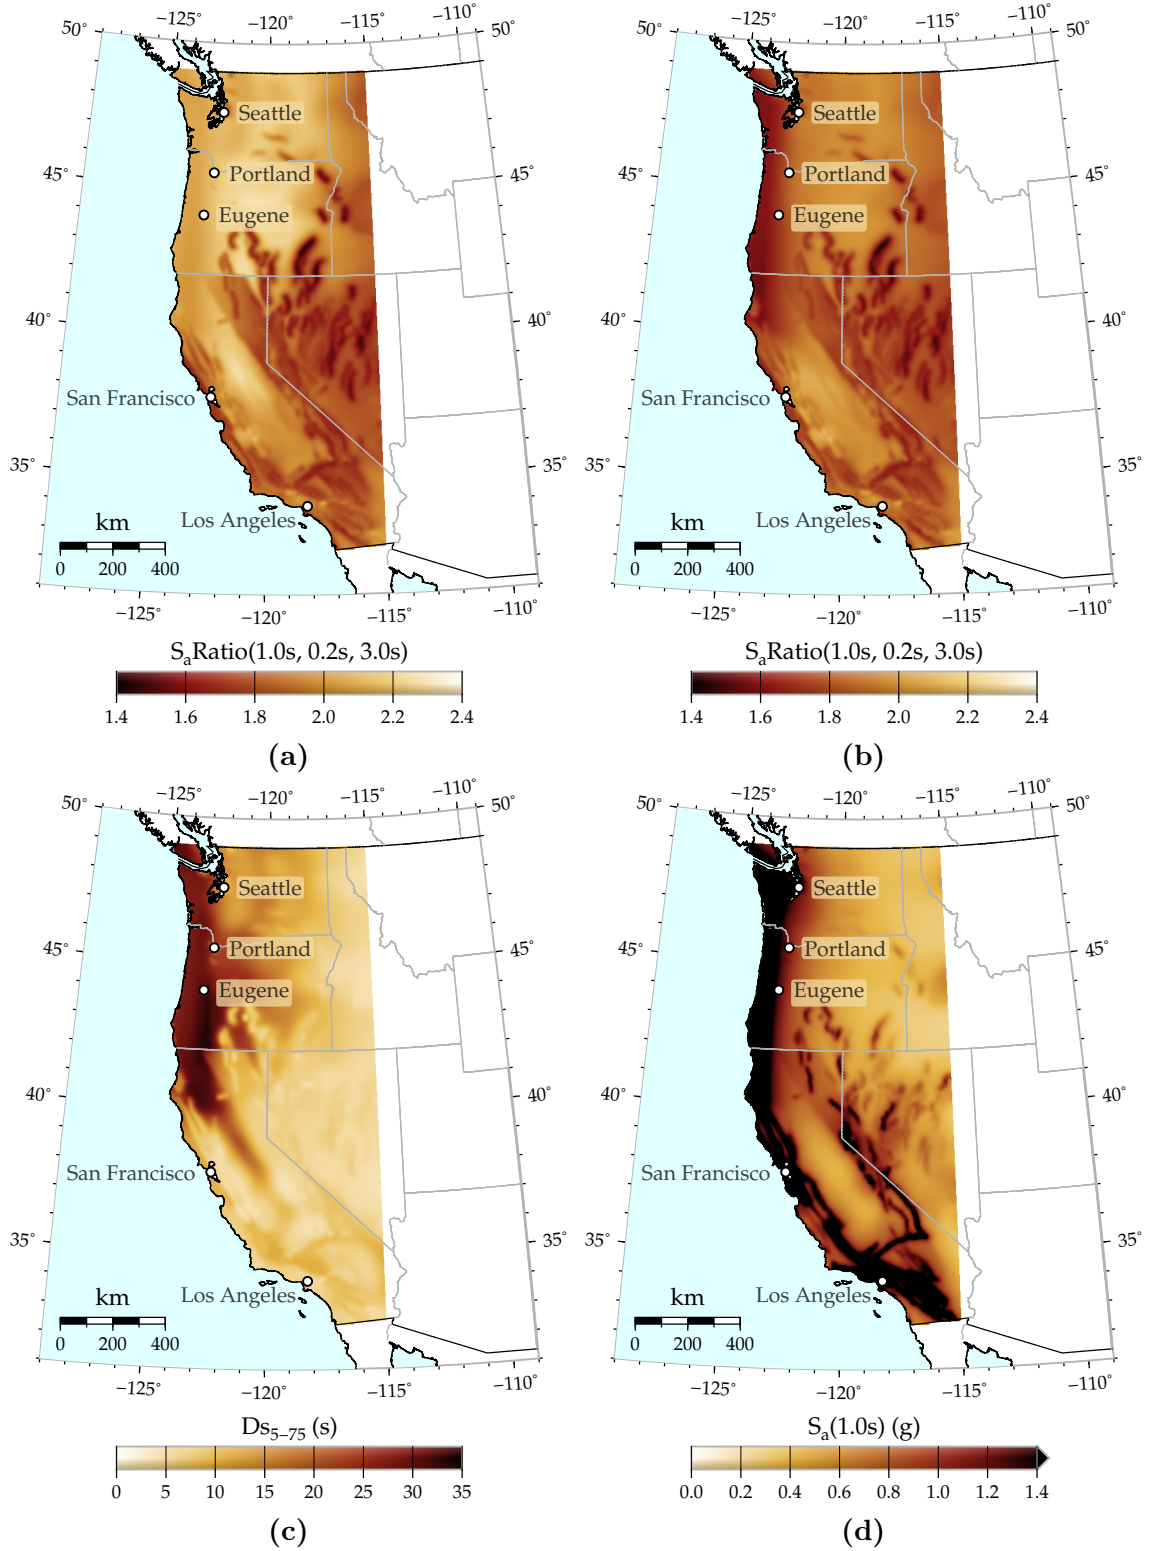 −125° −120° −115° −110°
50° 50°
Seattle
Portland
45° 45°
Eugene
40° 40°
San Francisco
35° 35°
Los Angeles
km
0 200 400
−125° −120° −115° −110°
SaRatio(1.0s, 0.2s, 3.0s)
1.4 1.6 1.8 2.0 2.2 2.4
(a)
−125° −120° −115° −110°
50° 50°
Seattle
Portland
45° 45°
Eugene
40° 40°
San Francisco
35° 35°
Los Angeles
km
0 200 400
−125° −120° −115° −110°
SaRatio(1.0s, 0.2s, 3.0s)
1.4 1.6 1.8 2.0 2.2 2.4
(b)
−125° −120° −115° −110°
50° 50°
Seattle
Portland
45° 45°
Eugene
40° 40°
San Francisco
35° 35°
Los Angeles
km
0 200 400
−125° −120° −115° −110°
Ds5–75 (s)
0 5 10 15 20 25 30 35
(c)
−125° −120° −115° −110°
50° 50°
Seattle
Portland
45° 45°
Eugene
40° 40°
San Francisco
35° 35°
Los Angeles
km
0 200 400
−125° −120° −115° −110°
Sa(1.0s) (g)
0.0 0.2 0.4 0.6 0.8 1.0 1.2 1.4
(d)